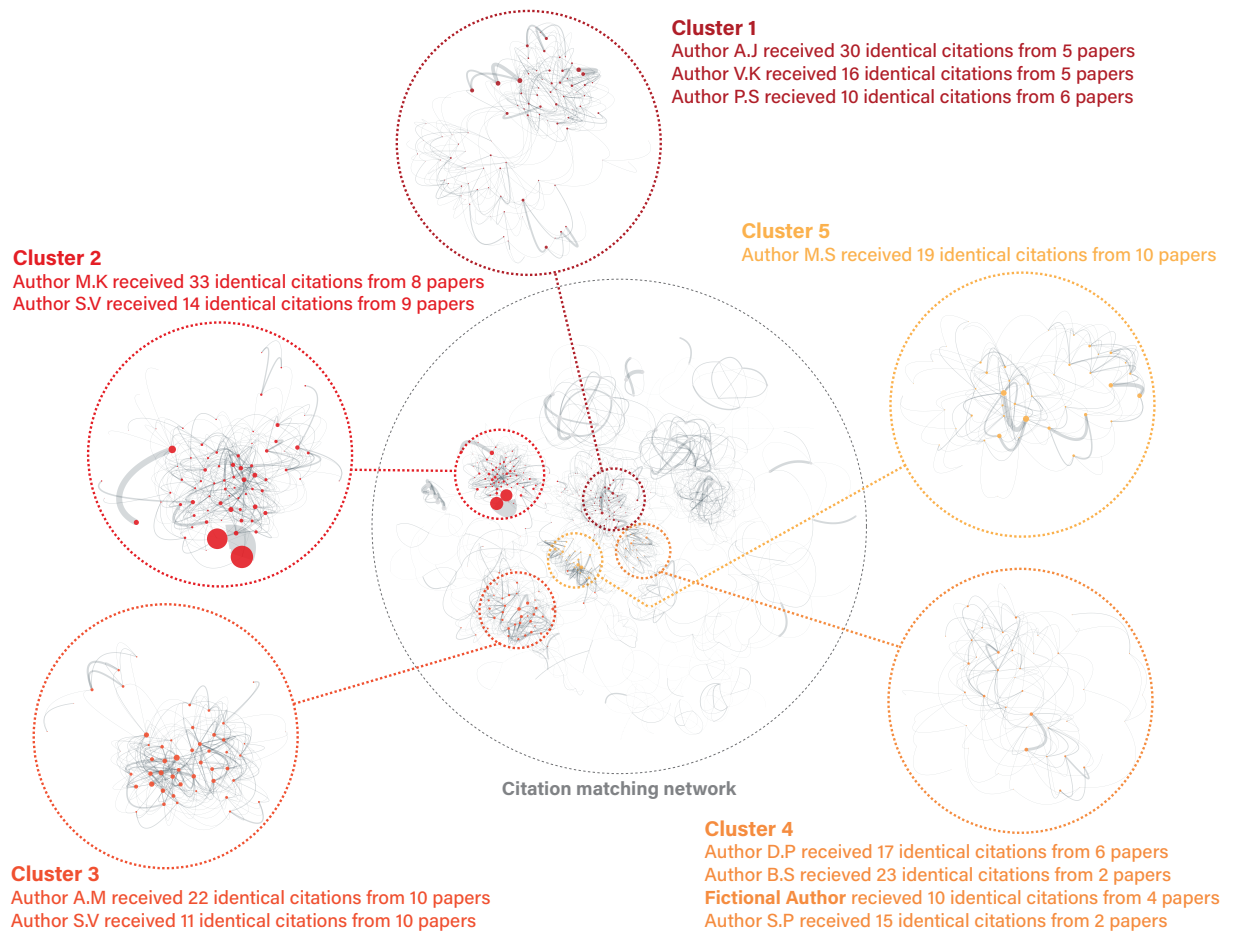 Cluster 1
Author A.J received 30 identical citations from 5 papers
Author V.K received 16 identical citations from 5 papers
Author P.S recieved 10 identical citations from 6 papers
Cluster 5
Author M.S received 19 identical citations from 10 papers
Cluster 2
Author M.K received 33 identical citations from 8 papers
Author S.V received 14 identical citations from 9 papers
Citation matching network
Cluster 4
Author D.P received 17 identical citations from 6 papers
Author B.S recieved 23 identical citations from 2 papers
Fictional Author recieved 10 identical citations from 4 papers
Author S.P received 15 identical citations from 2 papers
Cluster 3
Author A.M received 22 identical citations from 10 papers
Author S.V received 11 identical citations from 10 papers